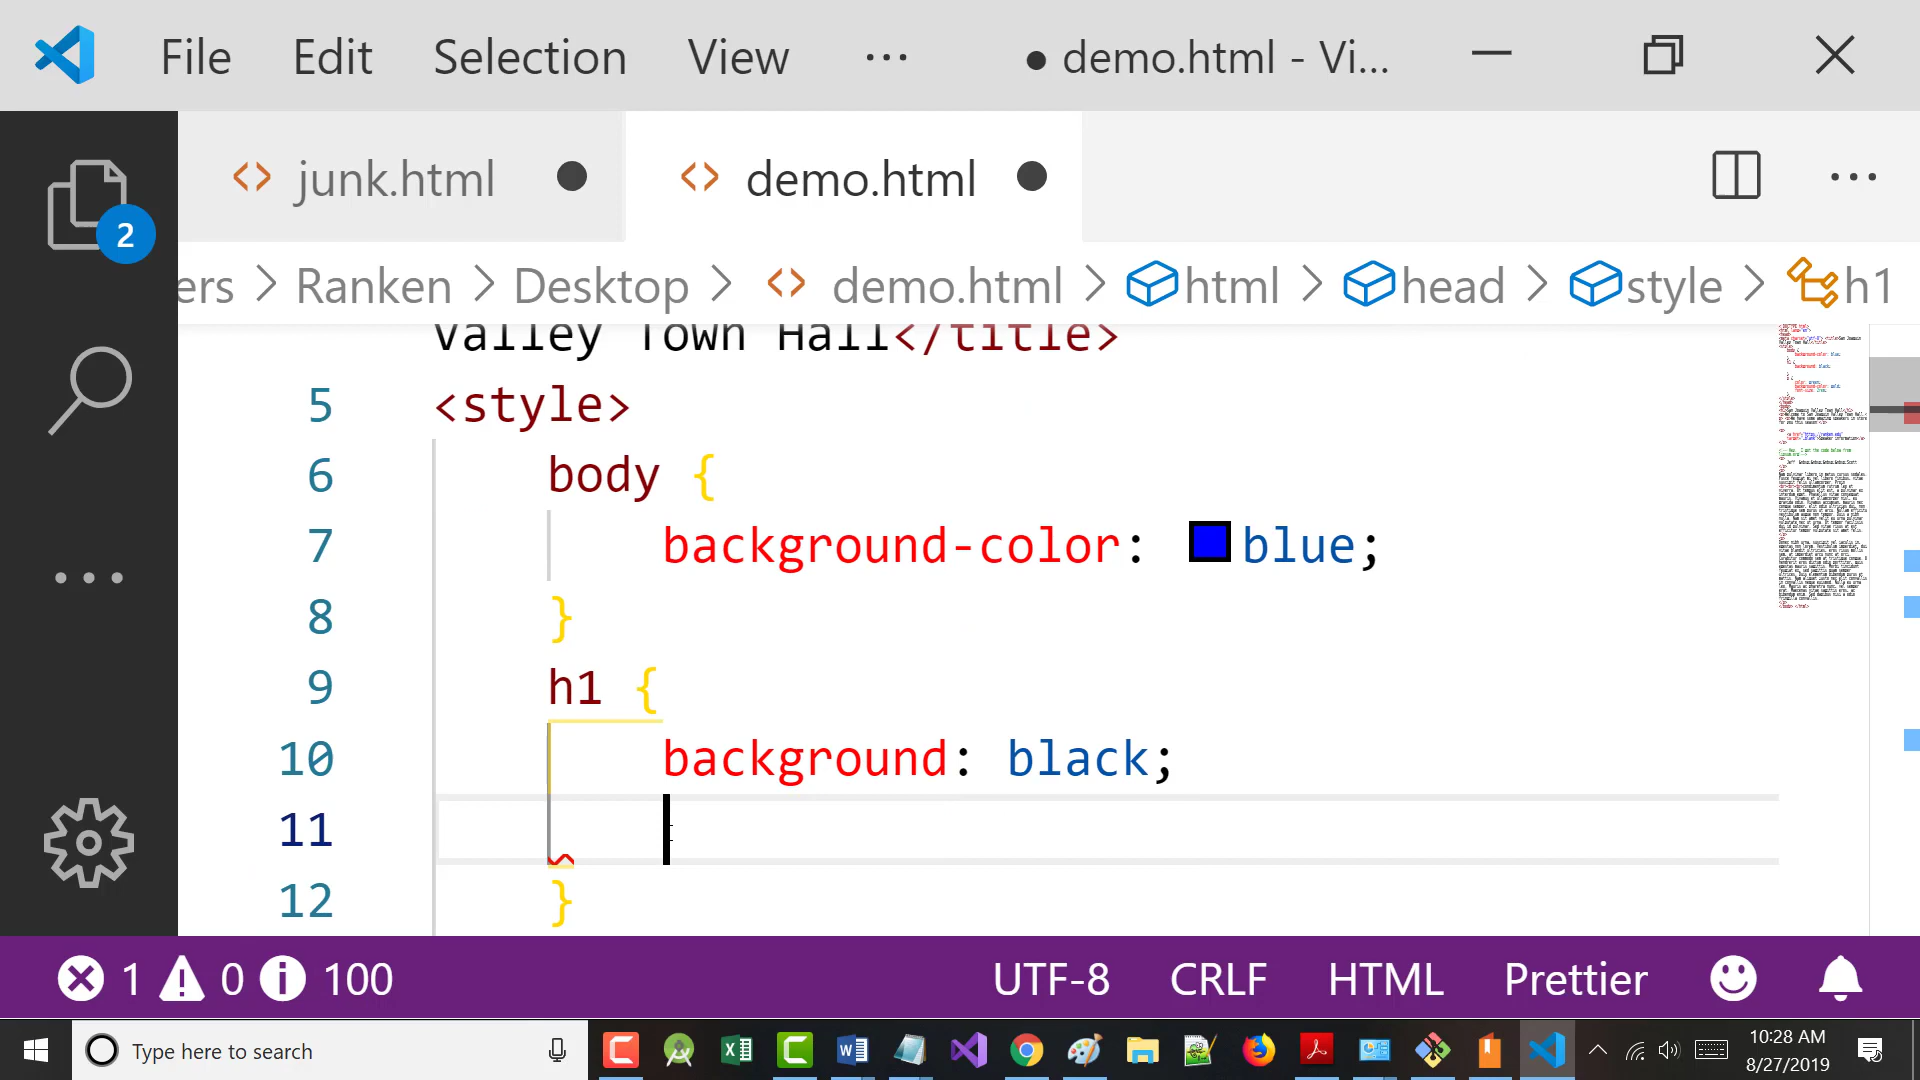 File Edit Selection View ··· ● demo.html - Vi...
junk.html demo.html
2
ers > Ranken > Desktop > <> demo.html > html > head > style > h1
Valley Town Hall</title>
5 <style>
6 body {
7 background-color: blue;
8 }
9 h1 {
10 background: black;
11
12 }
1 0 100 UTF-8 CRLF HTML Prettier
Type here to search
10:28 AM
8/27/2019